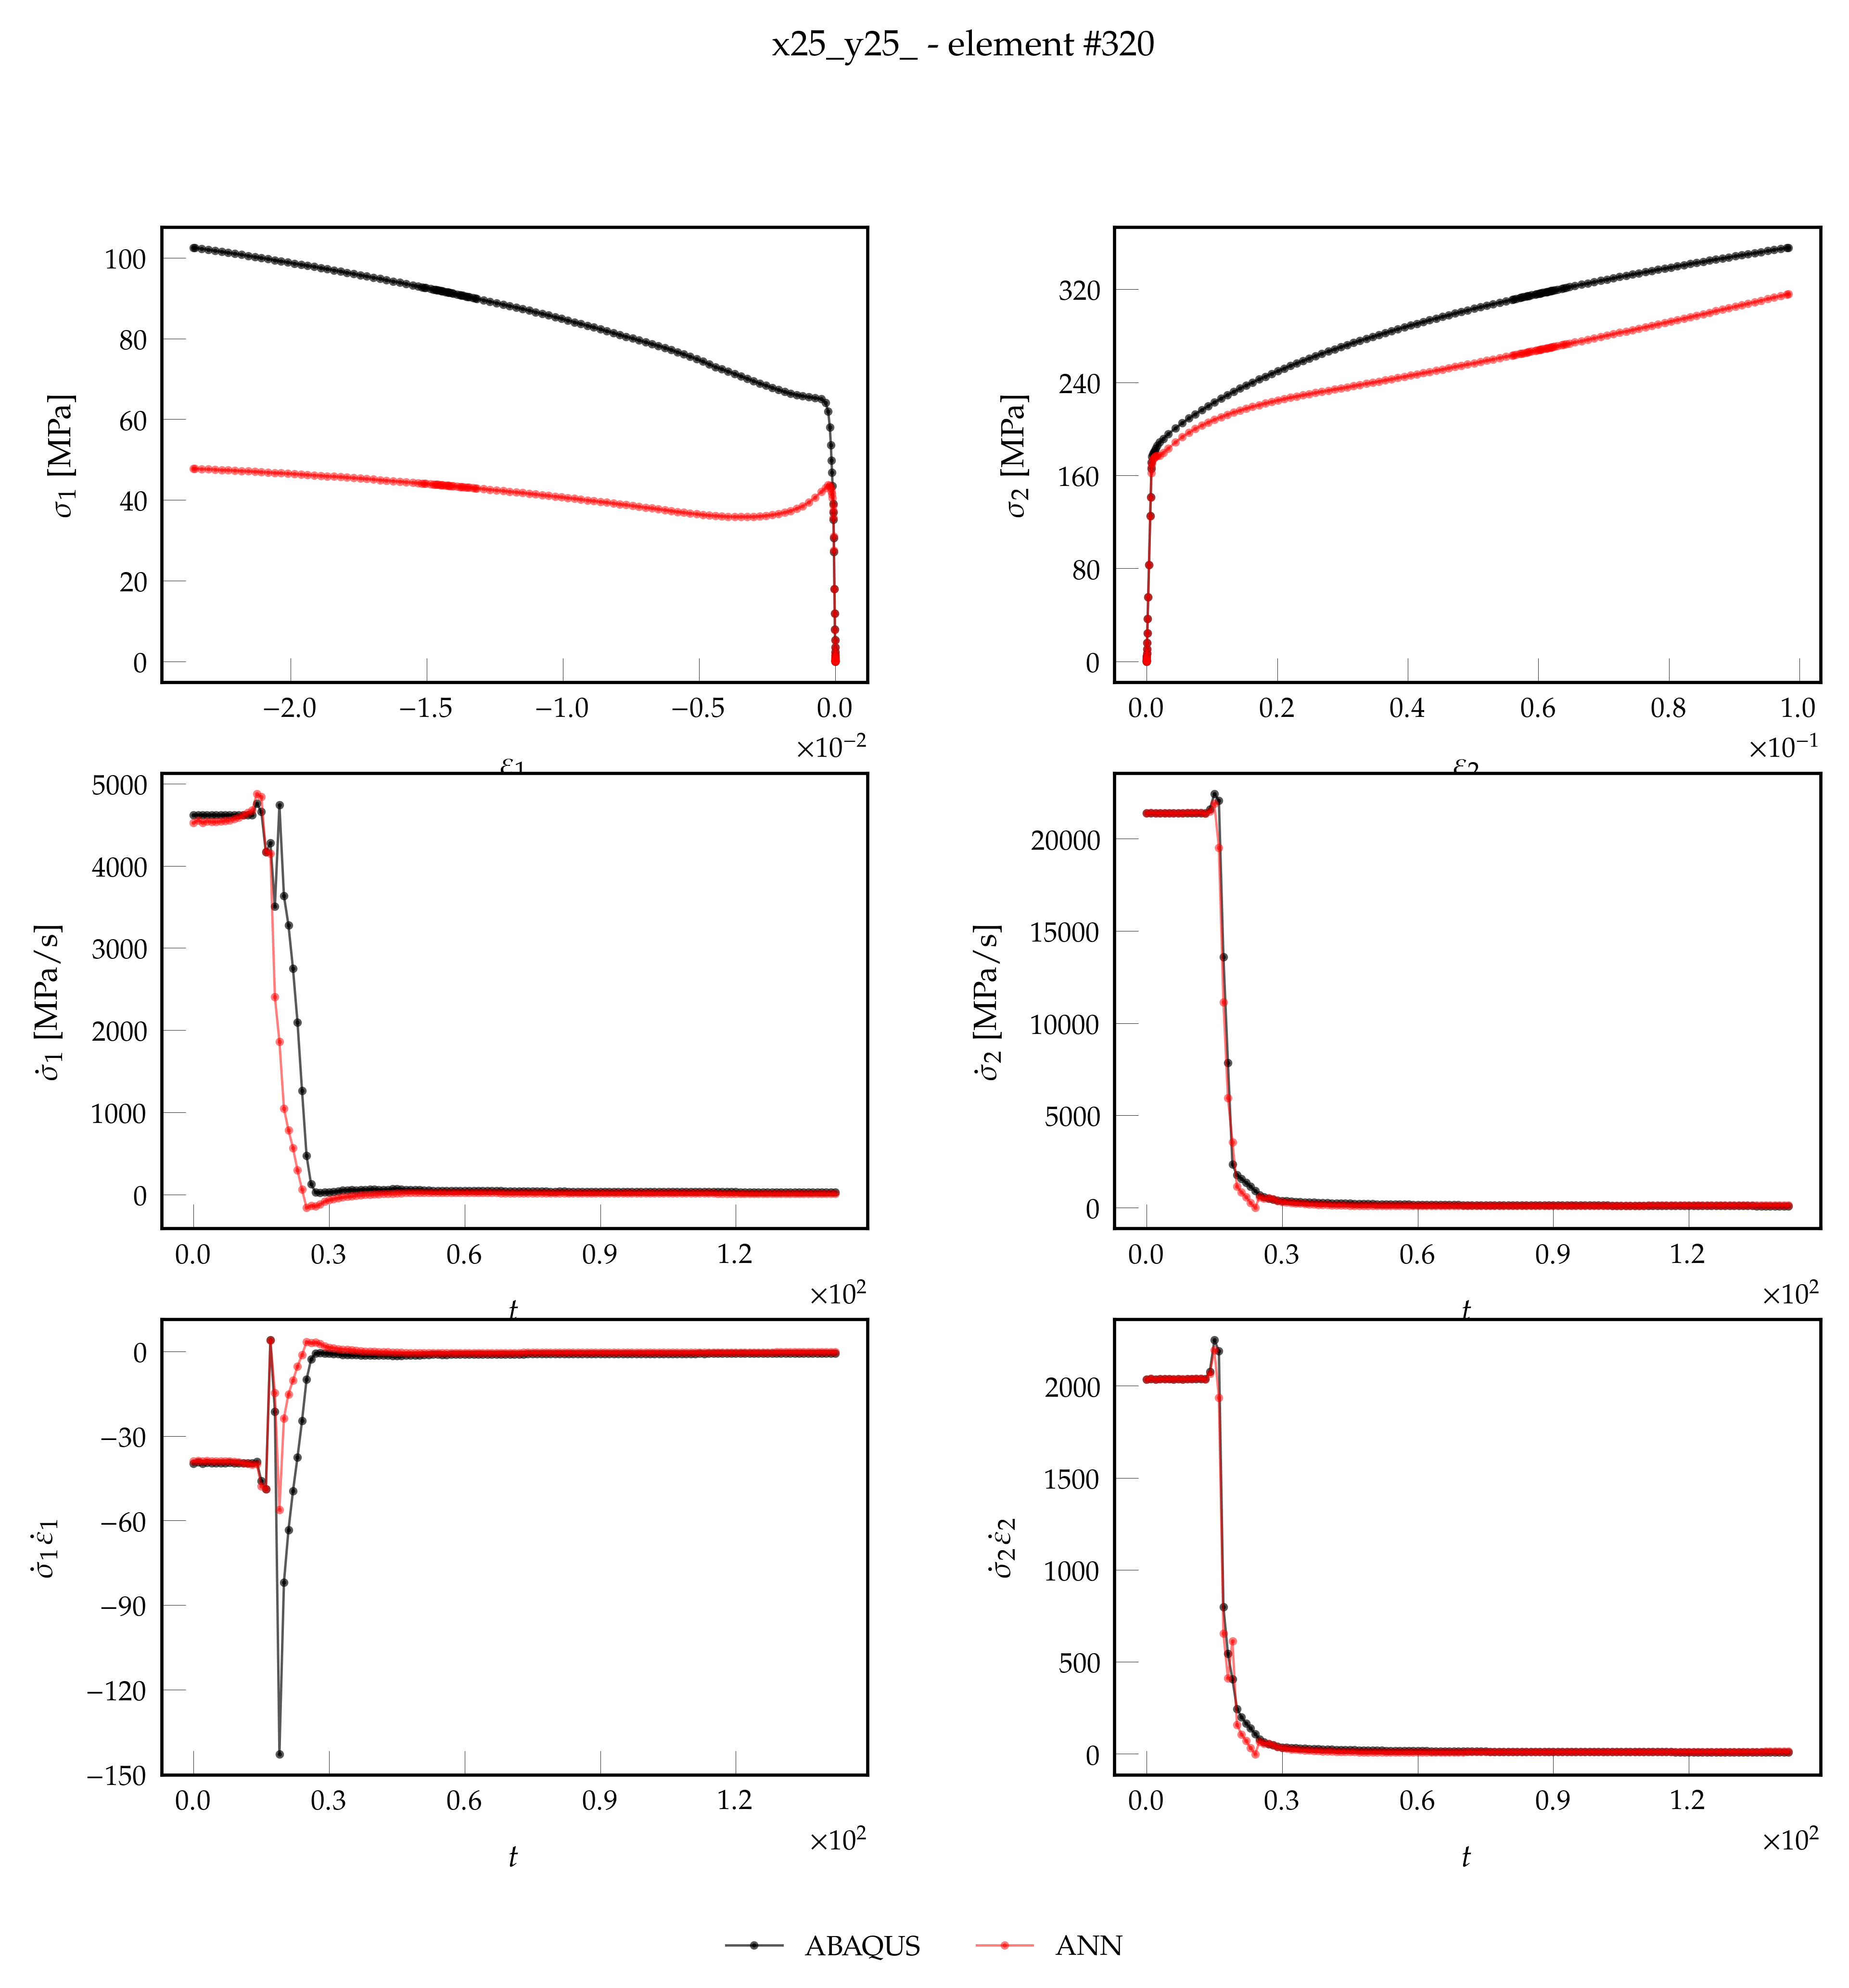 x25_y25_ - element #320
σ1 [MPa]
100
80
60
40
20
0
−2.0 −1.5 −1.0 −0.5 0.0
×10−2
ε1
σ2 [MPa]
320
240
160
80
0
0.0 0.2 0.4 0.6 0.8 1.0
×10−1
ε2
σ̇1 [MPa/s]
5000
4000
3000
2000
1000
0
0.0 0.3 0.6 0.9 1.2
×102
t
σ̇2 [MPa/s]
20000
15000
10000
5000
0
0.0 0.3 0.6 0.9 1.2
×102
t
σ̇1ε̇1
0
−30
−60
−90
−120
−150
0.0 0.3 0.6 0.9 1.2
×102
t
σ̇2ε̇2
2000
1500
1000
500
0
0.0 0.3 0.6 0.9 1.2
×102
t
ABAQUS ANN